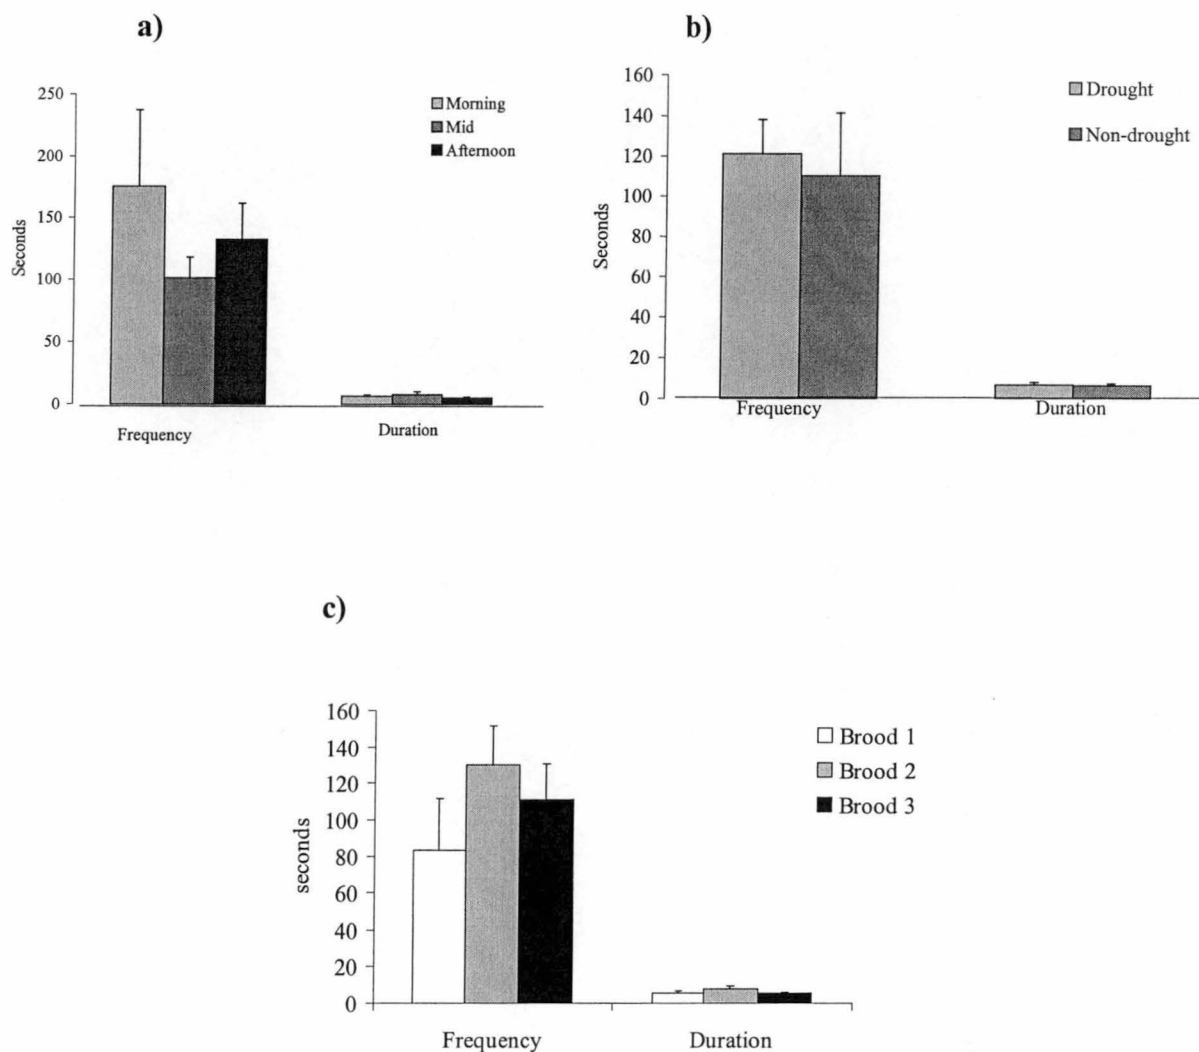 a)
250
200
150
100
50
0
Seconds
Morning
Mid
Afternoon
Frequency
Duration
b)
160
140
120
100
80
60
40
20
0
Seconds
Drought
Non-drought
Frequency
Duration
c)
160
140
120
100
80
60
40
20
0
seconds
Brood 1
Brood 2
Brood 3
Frequency
Duration